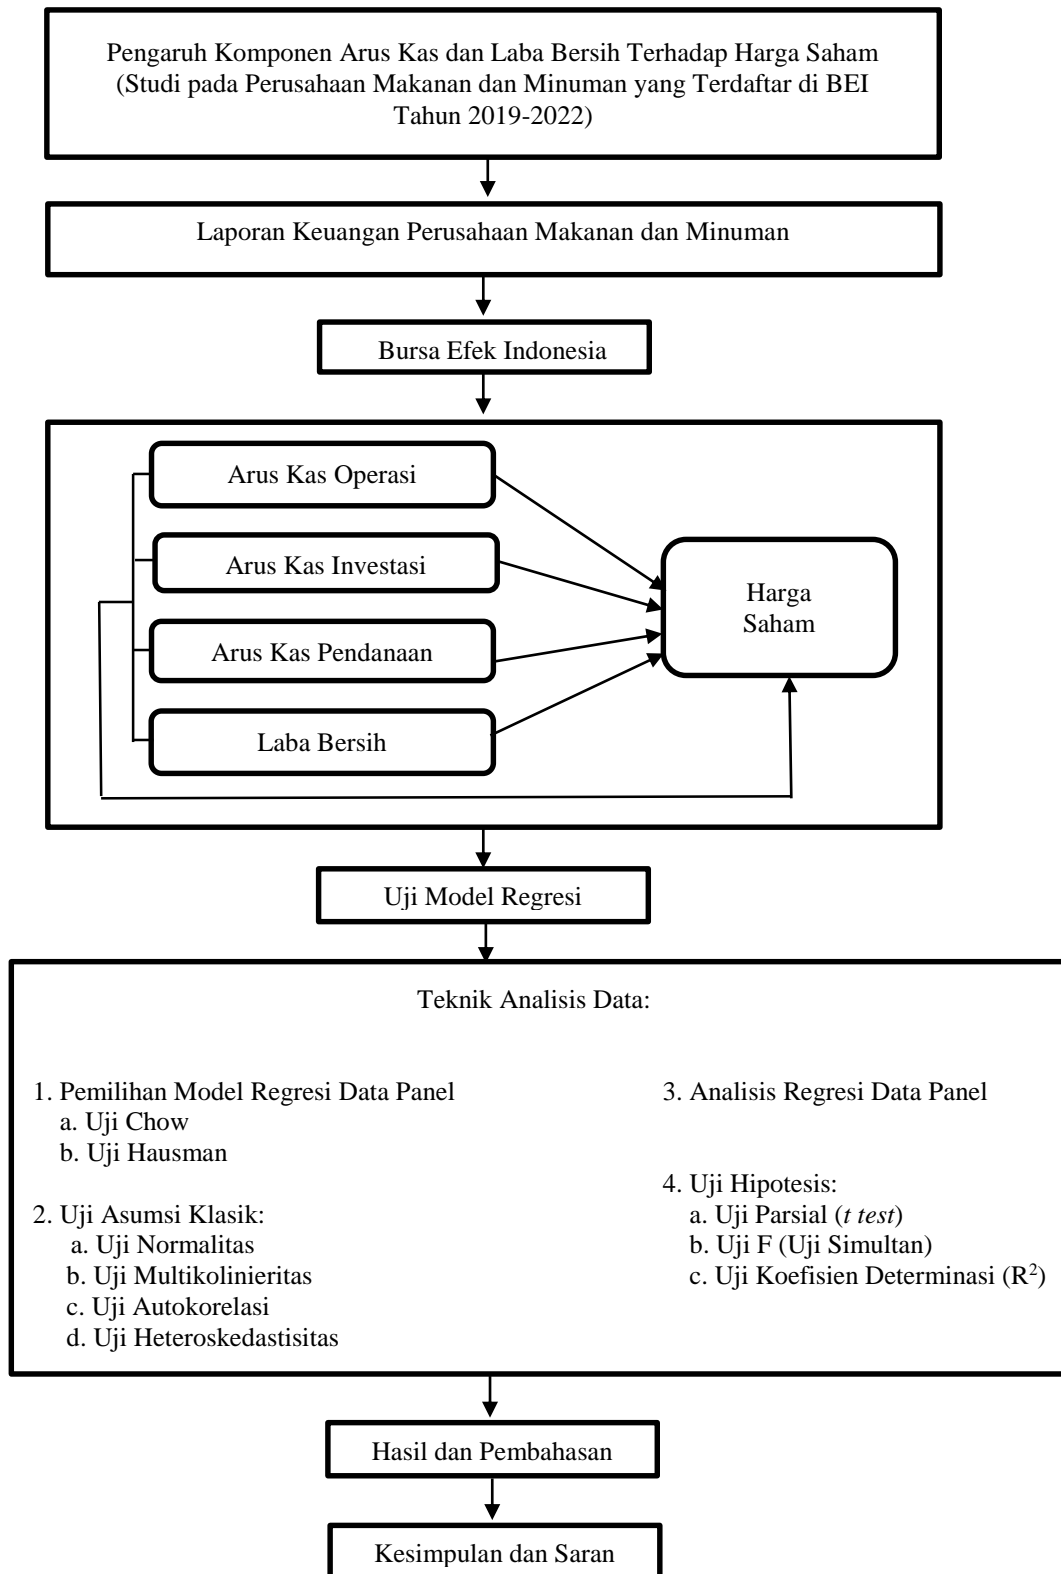 Pengaruh Komponen Arus Kas dan Laba Bersih Terhadap Harga Saham
(Studi pada Perusahaan Makanan dan Minuman yang Terdaftar di BEI
Tahun 2019-2022)
Laporan Keuangan Perusahaan Makanan dan Minuman
Bursa Efek Indonesia
Arus Kas Operasi
Arus Kas Investasi
Arus Kas Pendanaan
Laba Bersih
Harga
Saham
Uji Model Regresi
Teknik Analisis Data:
1. Pemilihan Model Regresi Data Panel
a. Uji Chow
b. Uji Hausman
2. Uji Asumsi Klasik:
a. Uji Normalitas
b. Uji Multikolinieritas
c. Uji Autokorelasi
d. Uji Heteroskedastisitas
3. Analisis Regresi Data Panel
4. Uji Hipotesis:
a. Uji Parsial (t test)
b. Uji F (Uji Simultan)
c. Uji Koefisien Determinasi (R²)
Hasil dan Pembahasan
Kesimpulan dan Saran